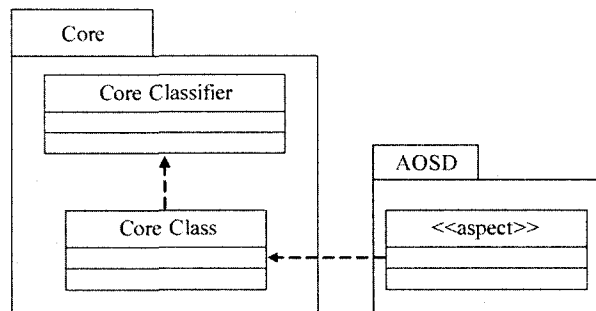 Core
Core Classifier
AOSD
Core Class
<<aspect>>